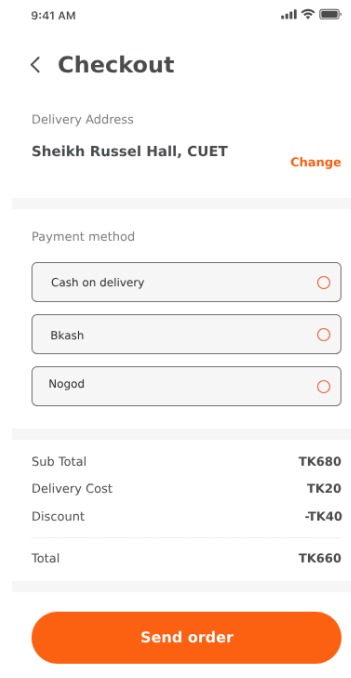 9:41 AM
Checkout
Delivery Address
Sheikh Russel Hall, CUET
Change
Payment method
Cash on delivery
Bkash
Nogod
Sub Total TK680
Delivery Cost TK20
Discount -TK40
Total TK660
Send order